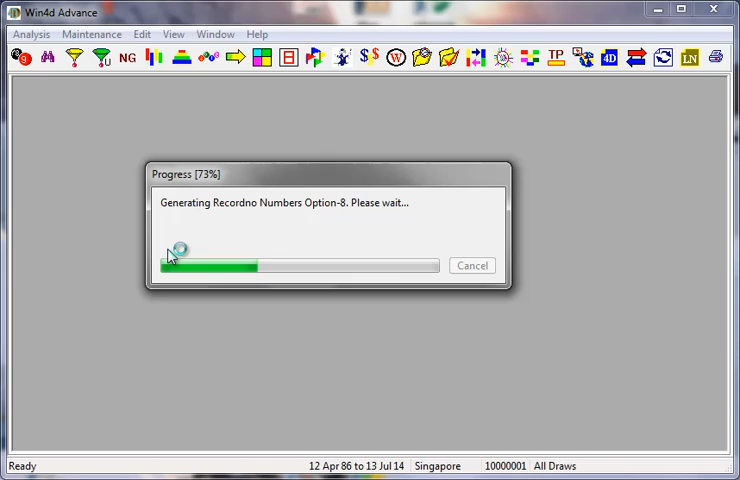 Win4d Advance
Analysis Maintenance Edit View Window Help
9 U NG $$ W TP 4D LN
Progress [73%]
Generating Recordno Numbers Option-8. Please wait...
Cancel
Ready 12 Apr 86 to 13 Jul 14 Singapore 10000001 All Draws